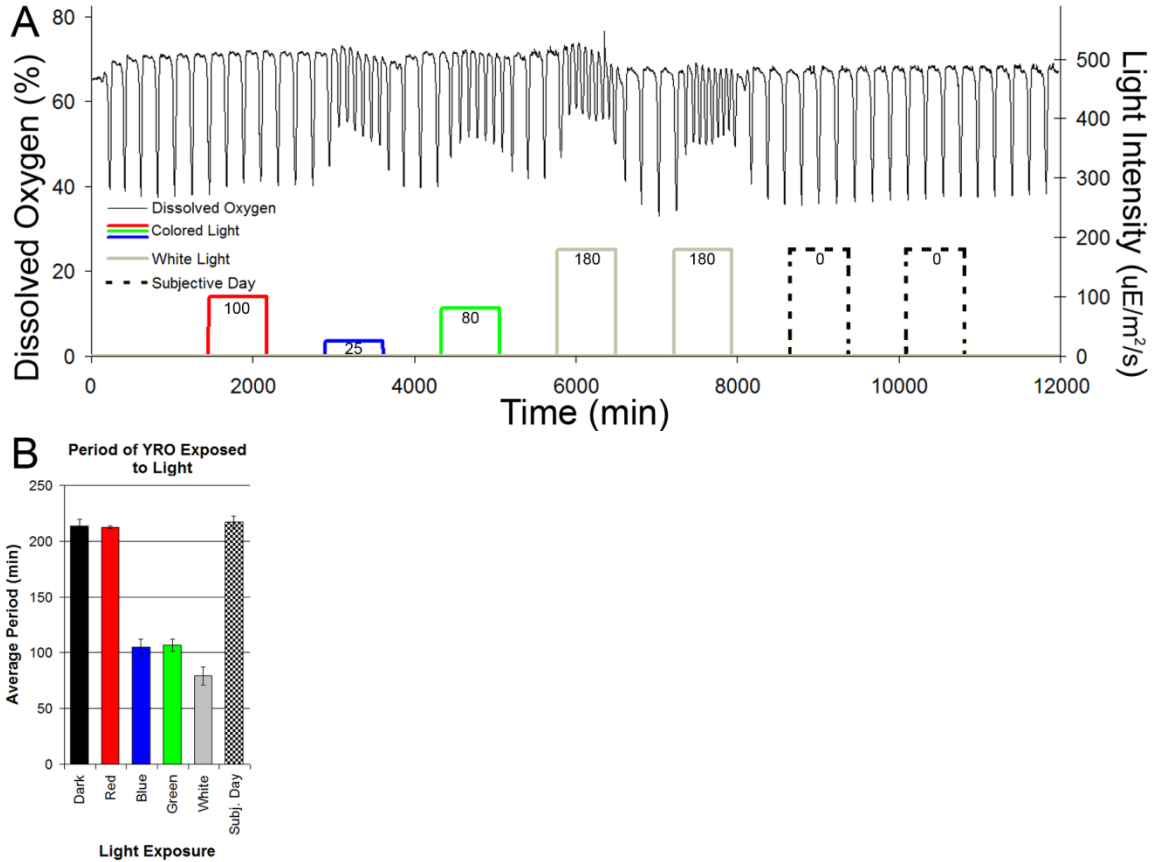 A
Dissolved Oxygen (%)
80
60
40
20
0
Dissolved Oxygen
Colored Light
White Light
Subjective Day
100
25
80
180
180
0
0
500
400
300
200
100
0
Light Intensity (uE/m²/s)
0 2000 4000 6000 8000 10000 12000
Time (min)
B
Period of YRO Exposed
to Light
Average Period (min)
250
200
150
100
50
0
Dark
Red
Blue
Green
White
Subj. Day
Light Exposure